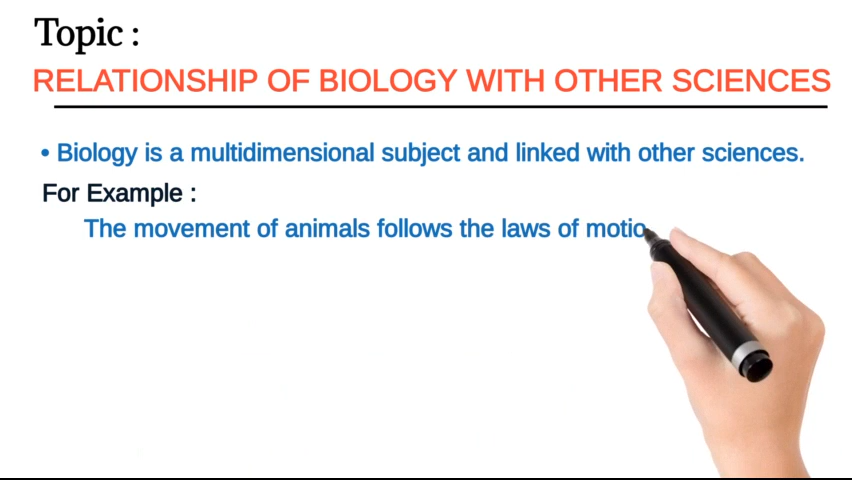 Topic :
RELATIONSHIP OF BIOLOGY WITH OTHER SCIENCES
• Biology is a multidimensional subject and linked with other sciences.
For Example :
The movement of animals follows the laws of motio